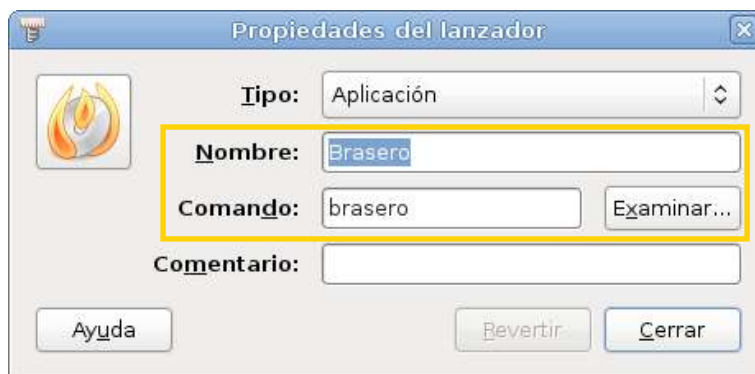 Propiedades del lanzador
Tipo: Aplicación
Nombre: Brasero
Comando: brasero Examinar...
Comentario:
Ayuda Revertir Cerrar